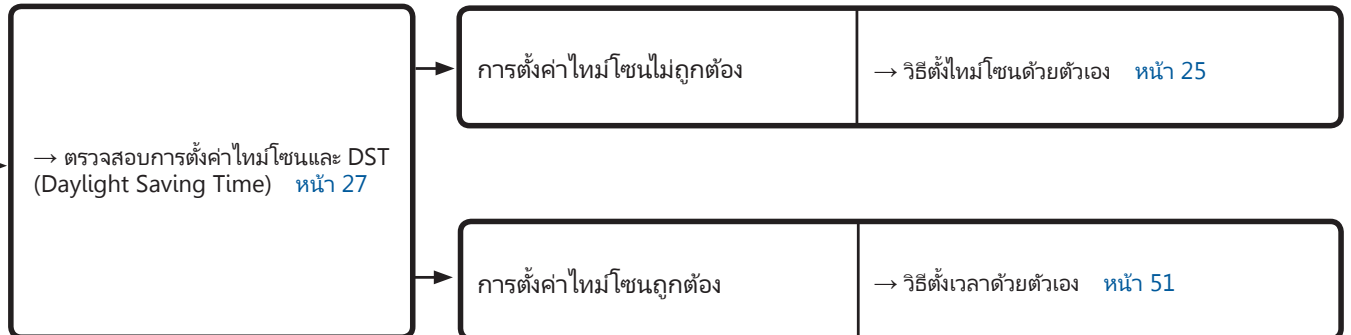 การตั้งค่าไทม์โซนไม่ถูกต้อง → วิธีตั้งไทม์โซนด้วยตัวเอง หน้า 25
→ ตรวจสอบการตั้งค่าไทม์โซนและ DST
(Daylight Saving Time) หน้า 27
การตั้งค่าไทม์โซนถูกต้อง → วิธีตั้งเวลาด้วยตัวเอง หน้า 51